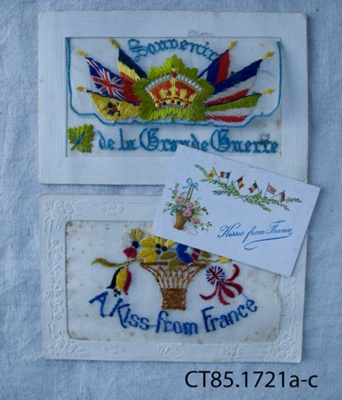 Souvenir
de la Grande Guerre
Kisses from France
A Kiss from France
CT85.1721a-c